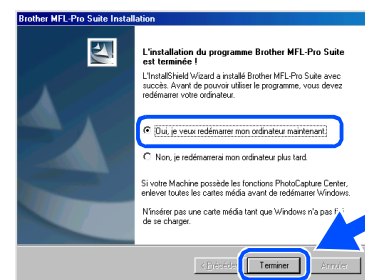 Brother MFL-Pro Suite Installation
L'installation du programme Brother MFL-Pro Suite
est terminée !
L'InstallShield Wizard a installé Brother MFL-Pro Suite avec
succès. Avant de pouvoir utiliser le programme, vous devez
redémarrer votre ordinateur.
Oui, je veux redémarrer mon ordinateur maintenant.
Non, je redémarrerai mon ordinateur plus tard.
Si votre Machine possède les fonctions PhotoCapture Center,
enlever toutes les cartes média avant de redémarrer Windows.
N'insérer pas une carte média tant que Windows n'a pas fini
de se charger.
< Précédent Terminer Annuler